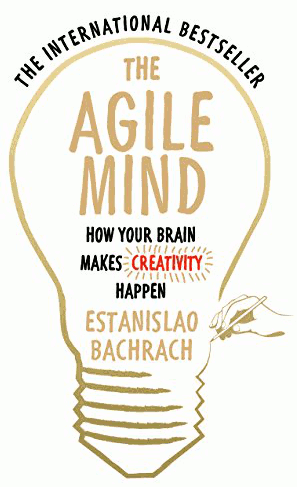 THE INTERNATIONAL BESTSELLER
THE
AGILE
MIND
HOW YOUR BRAIN
MAKES CREATIVITY
HAPPEN
ESTANISLAO
BACHRACH